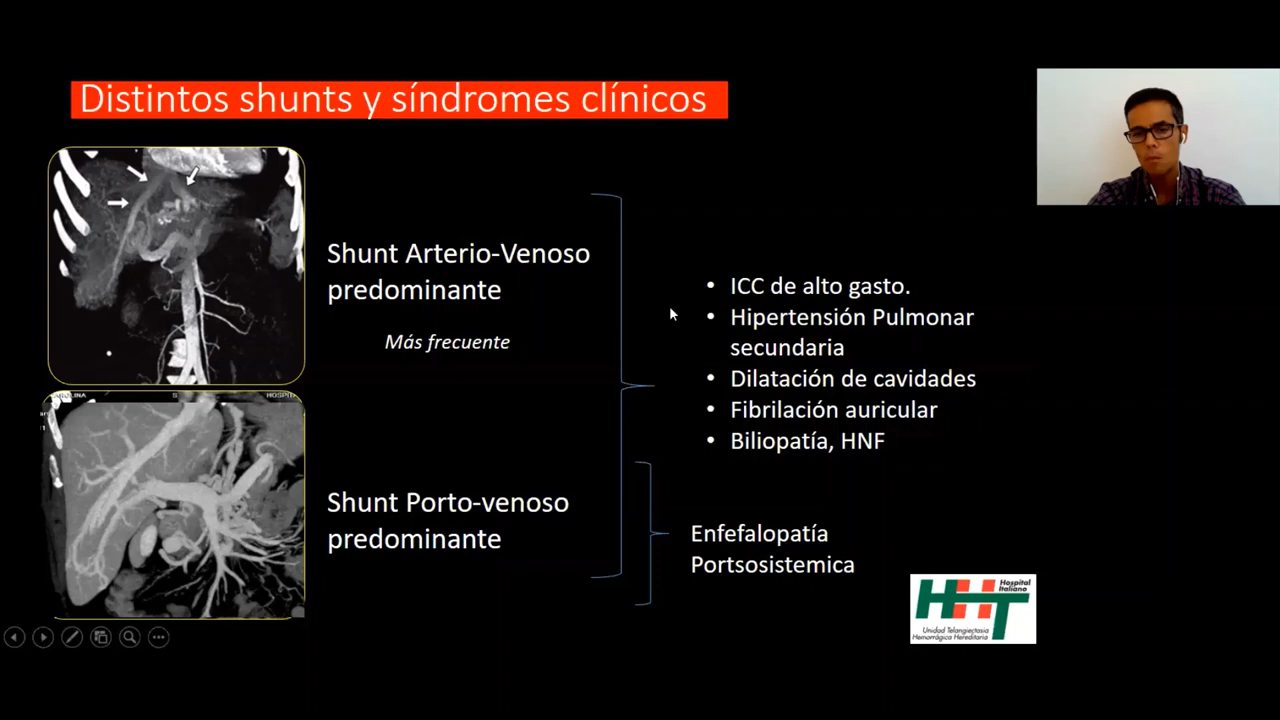 Distintos shunts y síndromes clínicos
Shunt Arterio-Venoso
predominante
Más frecuente
• ICC de alto gasto.
• Hipertensión Pulmonar
secundaria
• Dilatación de cavidades
• Fibrilación auricular
• Biliopatía, HNF
Shunt Porto-venoso
predominante
Enfefalopatía
Portsosistemica
HHT
Hospital
Italiano
Unidad Telangiectasia
Hemorrágica Hereditaria